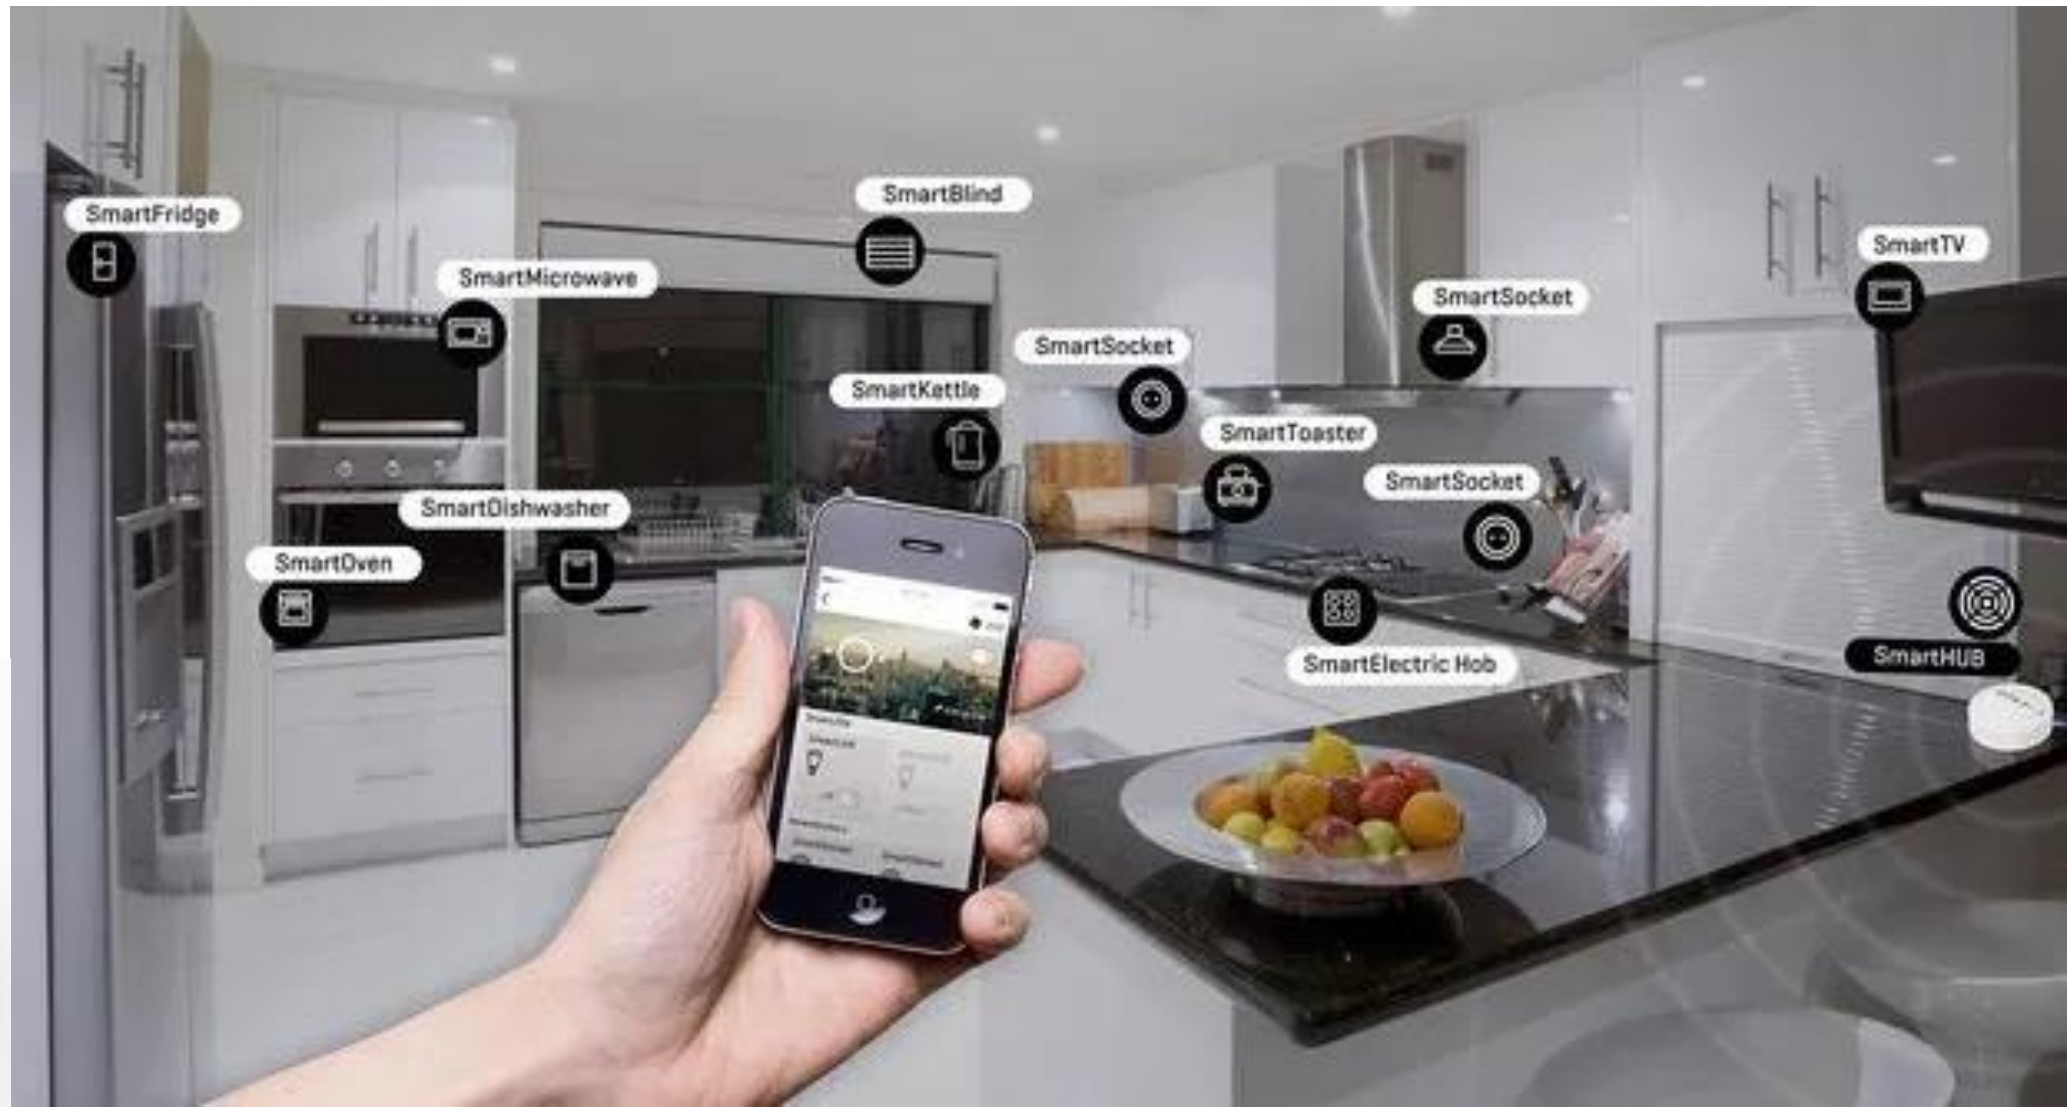 SmartBlind
SmartFridge
SmartTV
SmartMicrowave
SmartSocket
SmartSocket
SmartKettle
SmartToaster
SmartSocket
SmartDishwasher
SmartOven
SmartElectric Hob
SmartHUB